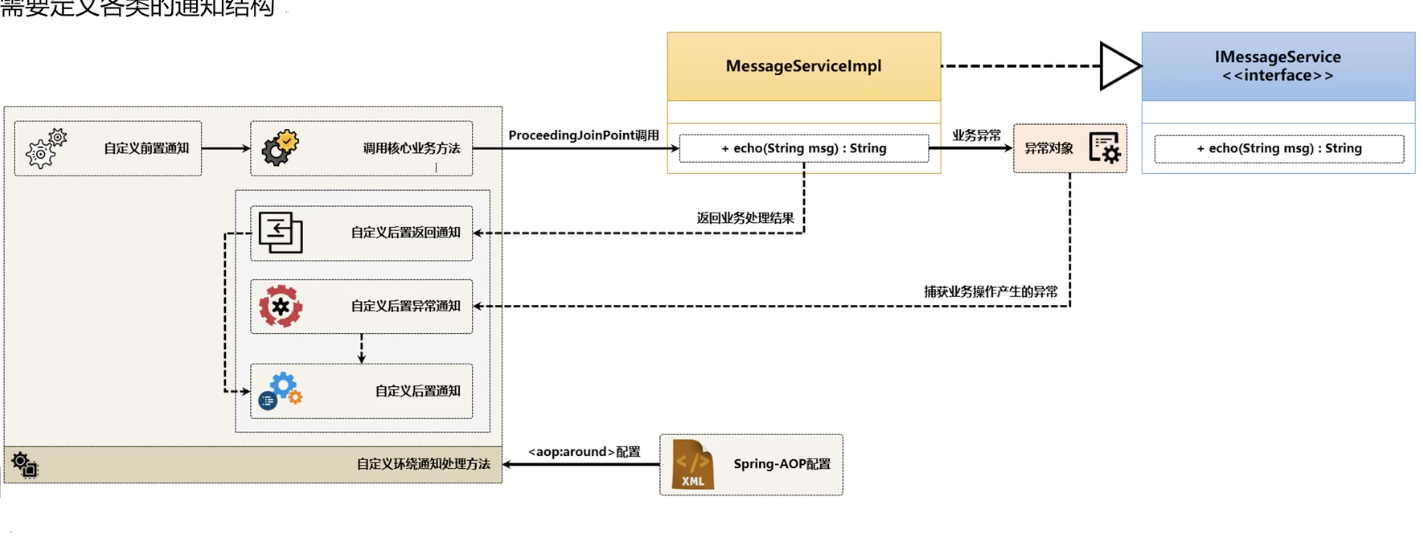 需要定义各类的通知结构
MessageServiceImpl
IMessageService
<<interface>>
自定义前置通知
调用核心业务方法
ProceedingJoinPoint调用
+ echo(String msg) : String
业务异常
异常对象
+ echo(String msg) : String
返回业务处理结果
自定义后置返回通知
捕获业务操作产生的异常
自定义后置异常通知
自定义后置通知
<aop:around>配置
自定义环绕通知处理方法
XML
Spring-AOP配置